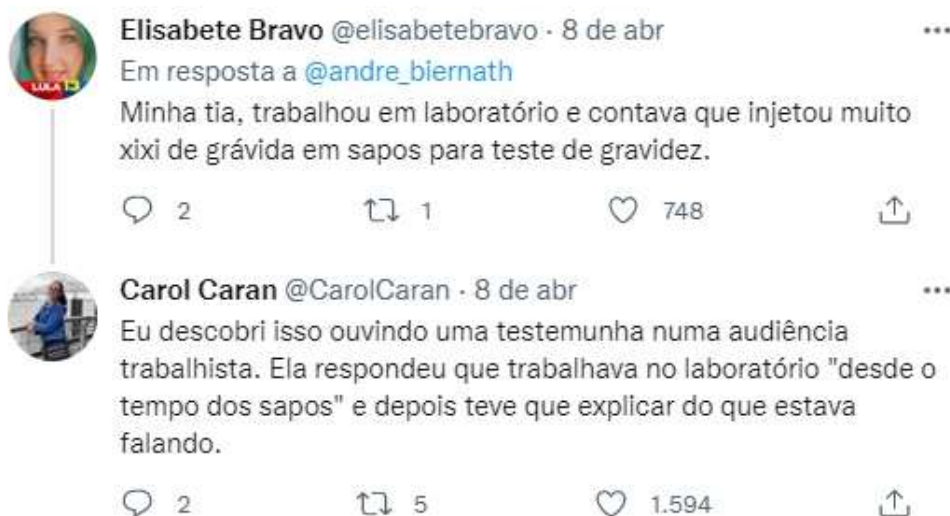 Elisabete Bravo @elisabetebravo · 8 de abr
Em resposta a @andre_biernath
Minha tia, trabalhou em laboratório e contava que injetou muito
xixi de grávida em sapos para teste de gravidez.
2 1 748
LULA 13
Carol Caran @CarolCaran · 8 de abr
Eu descobri isso ouvindo uma testemunha numa audiência
trabalhista. Ela respondeu que trabalhava no laboratório "desde o
tempo dos sapos" e depois teve que explicar do que estava
falando.
2 5 1.594